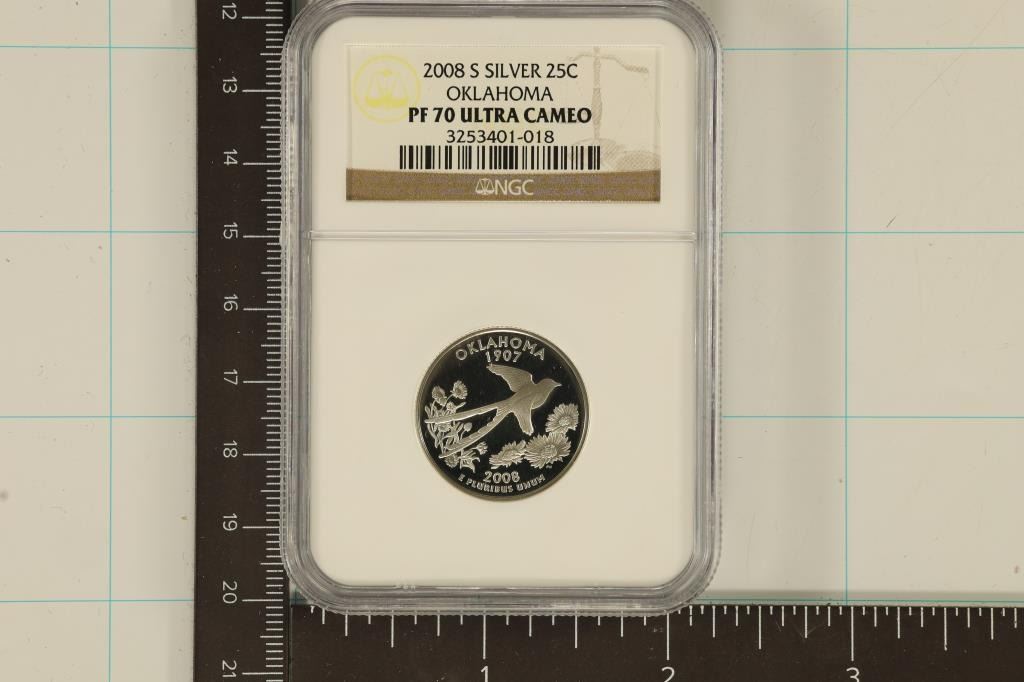 2008 S SILVER 25C
OKLAHOMA
PF 70 ULTRA CAMEO
3253401-018
NGC
OKLAHOMA
1907
2008
E PLURIBUS UNUM
12
13
14
15
16
17
18
19
20
21
1
2
3